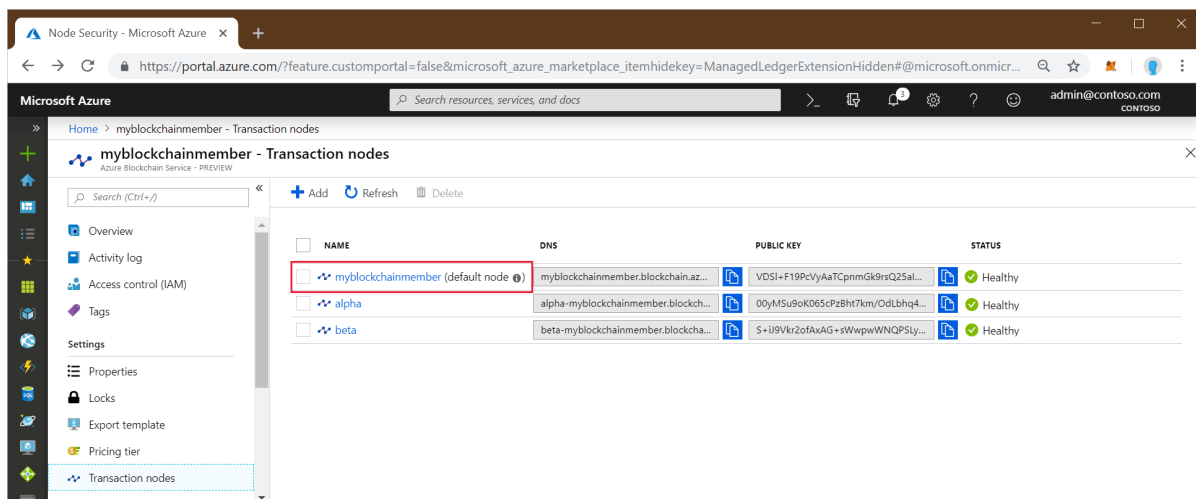 Node Security - Microsoft Azure
https://portal.azure.com/?feature.customportal=false&microsoft_azure_marketplace_itemhidekey=ManagedLedgerExtensionHidden#@microsoft.onmicr...
Microsoft Azure
Search resources, services, and docs
3
admin@contoso.com
CONTOSO
Home > myblockchainmember - Transaction nodes
myblockchainmember - Transaction nodes
Azure Blockchain Service - PREVIEW
Search (Ctrl+/)
Add Refresh Delete
Overview
Activity log
Access control (IAM)
Tags
Settings
Properties
Locks
Export template
Pricing tier
Transaction nodes
NAME DNS PUBLIC KEY STATUS
myblockchainmember (default node) myblockchainmember.blockchain.az... VDSI+F19PcVyAaTCpnmGk9rsQ25aI... Healthy
alpha alpha-myblockchainmember.blockch... 00yMSu9oK065cPzBht7km/OdLbhq4... Healthy
beta beta-myblockchainmember.blockcha... S+iJ9Vkr2ofAxAG+sWwpwWNQPSLy... Healthy